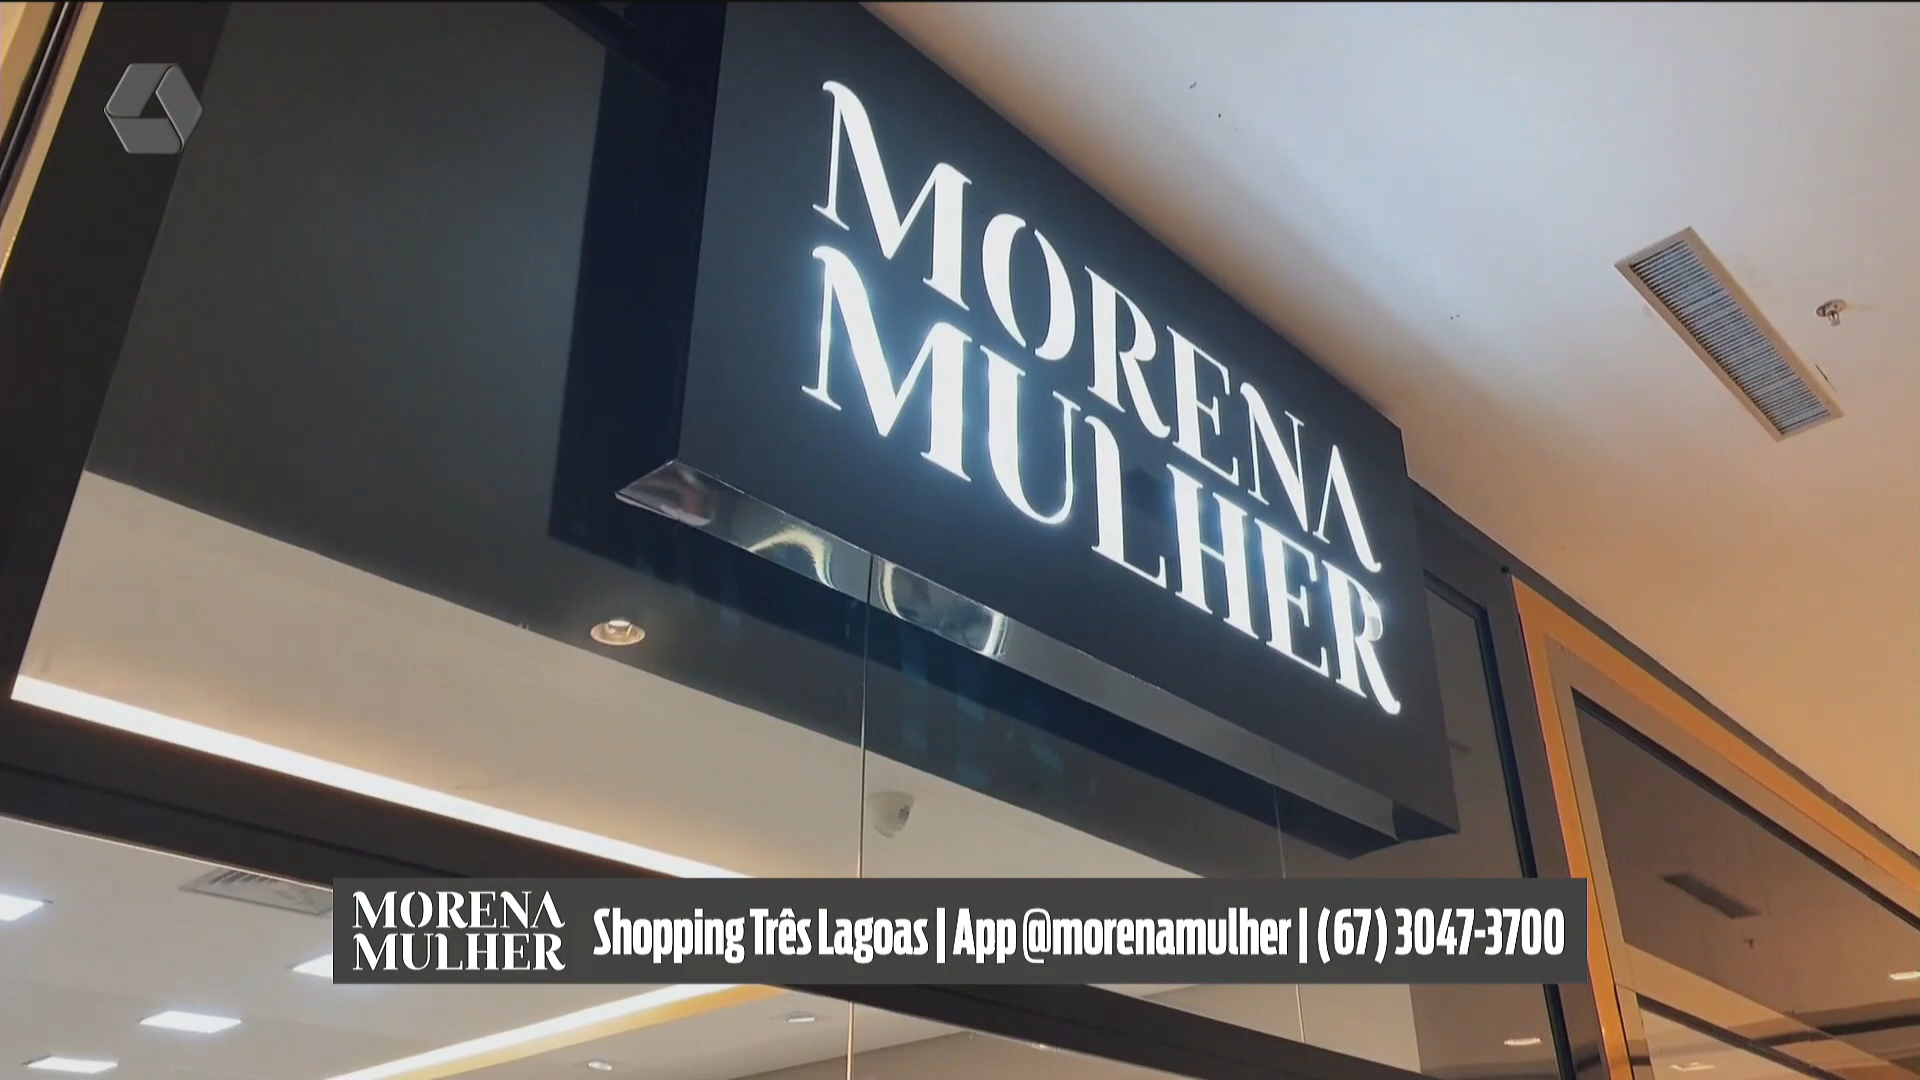 MORENA
MULHER
MORENA
MULHER
Shopping Três Lagoas | App @morenamulher | (67) 3047-3700